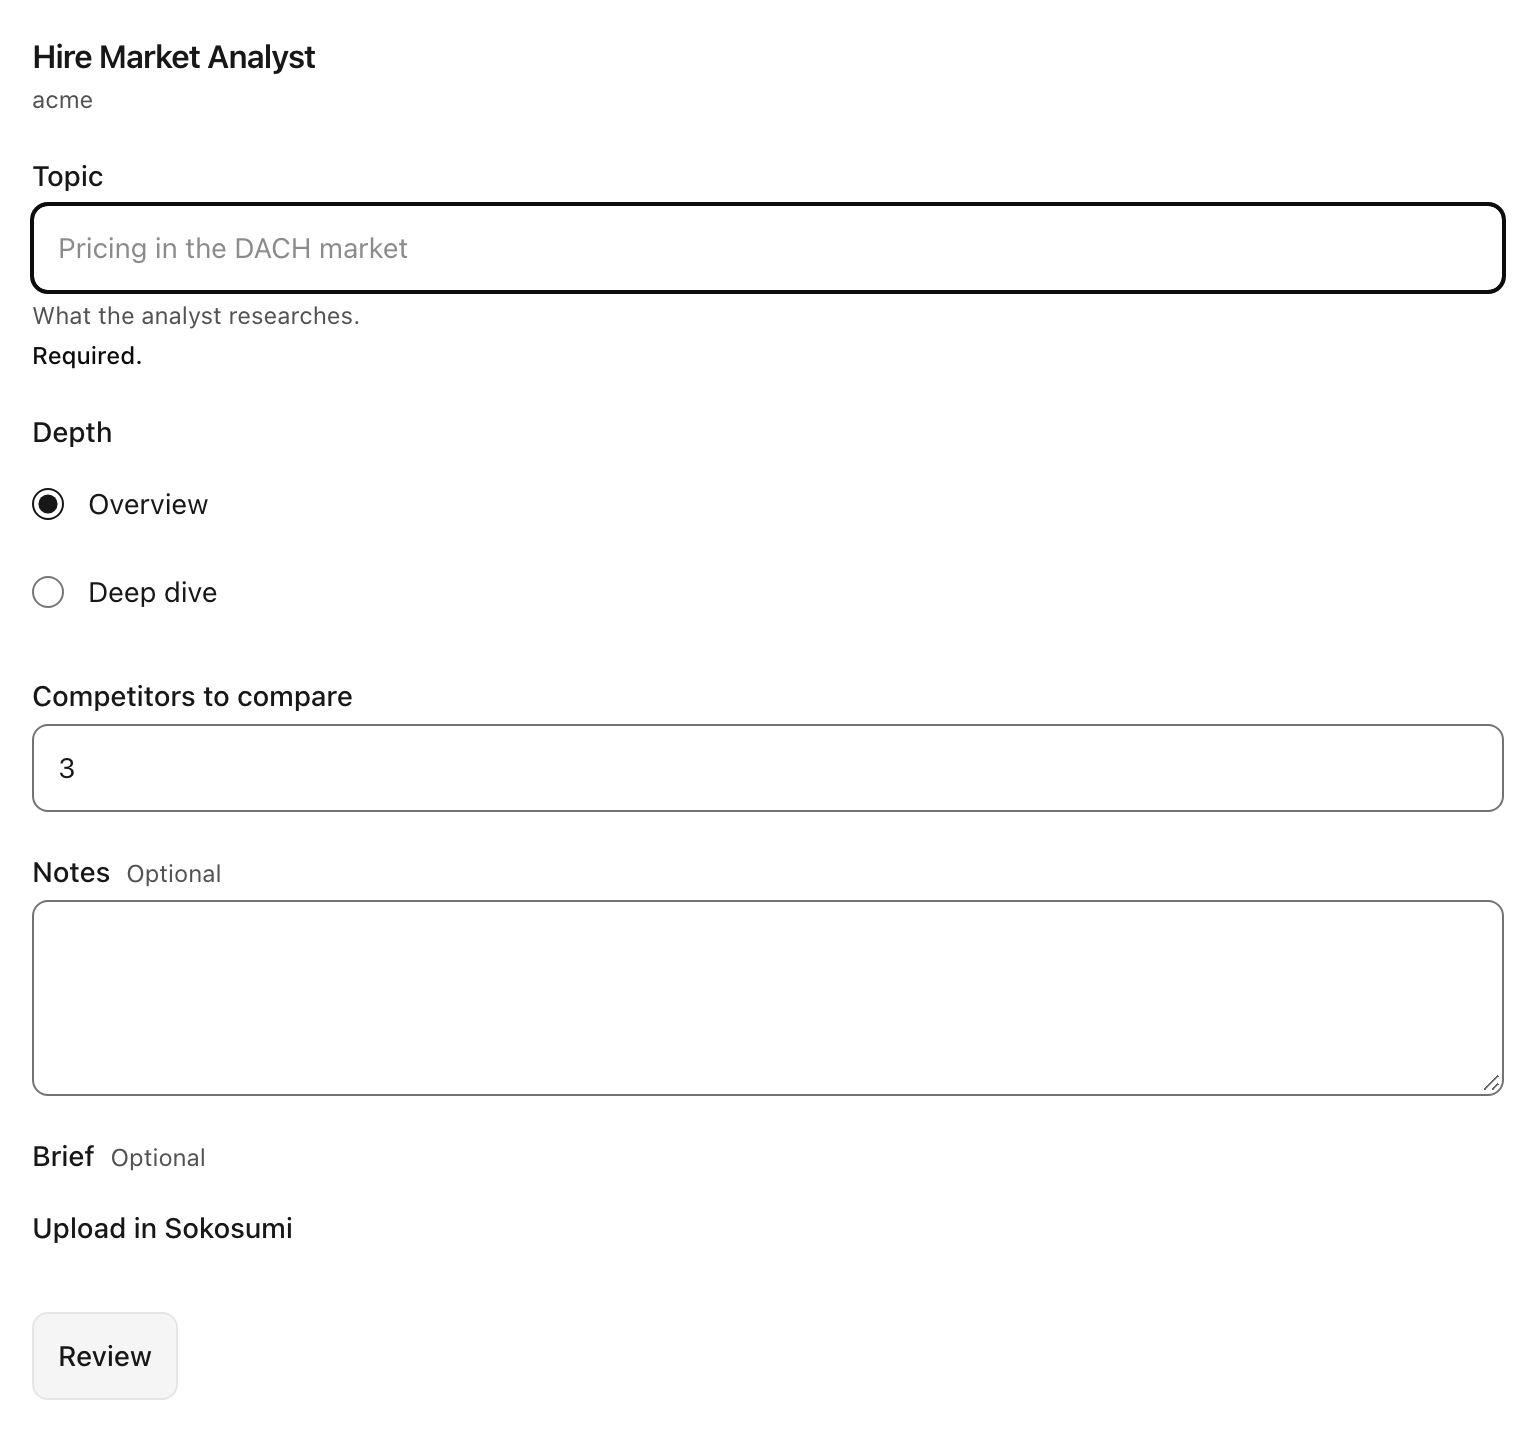 Hire Market Analyst
acme
Topic
Pricing in the DACH market
What the analyst researches.
Required.
Depth
Overview
Deep dive
Competitors to compare
3
Notes Optional
Brief Optional
Upload in Sokosumi
Review